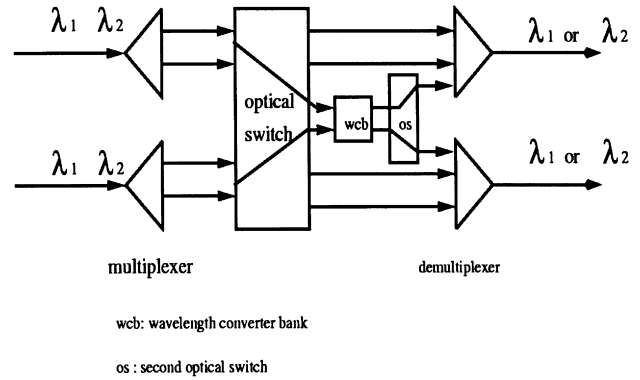 λ1 λ2
λ1 or λ2
optical
switch
wcb
os
λ1 λ2
λ1 or λ2
multiplexer
demultiplexer
wcb: wavelength converter bank
os : second optical switch